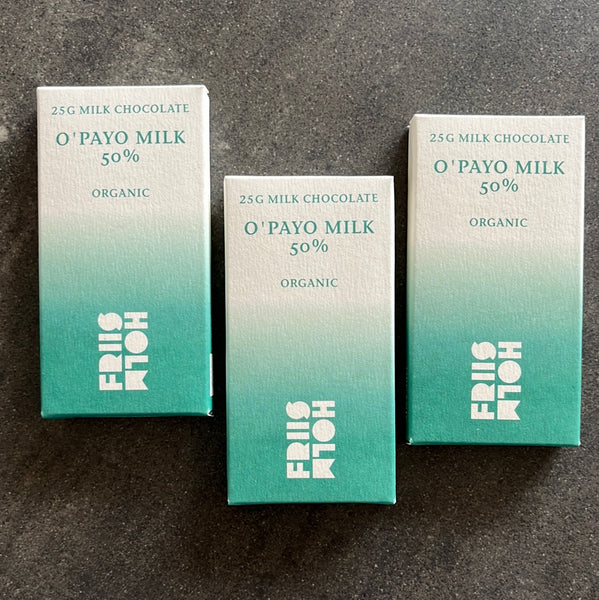 25G MILK CHOCOLATE
O'PAYO MILK
50%
ORGANIC
FRIIS
HOLM
25G MILK CHOCOLATE
O'PAYO MILK
50%
ORGANIC
FRIIS
HOLM
25G MILK CHOCOLATE
O'PAYO MILK
50%
ORGANIC
FRIIS
HOLM